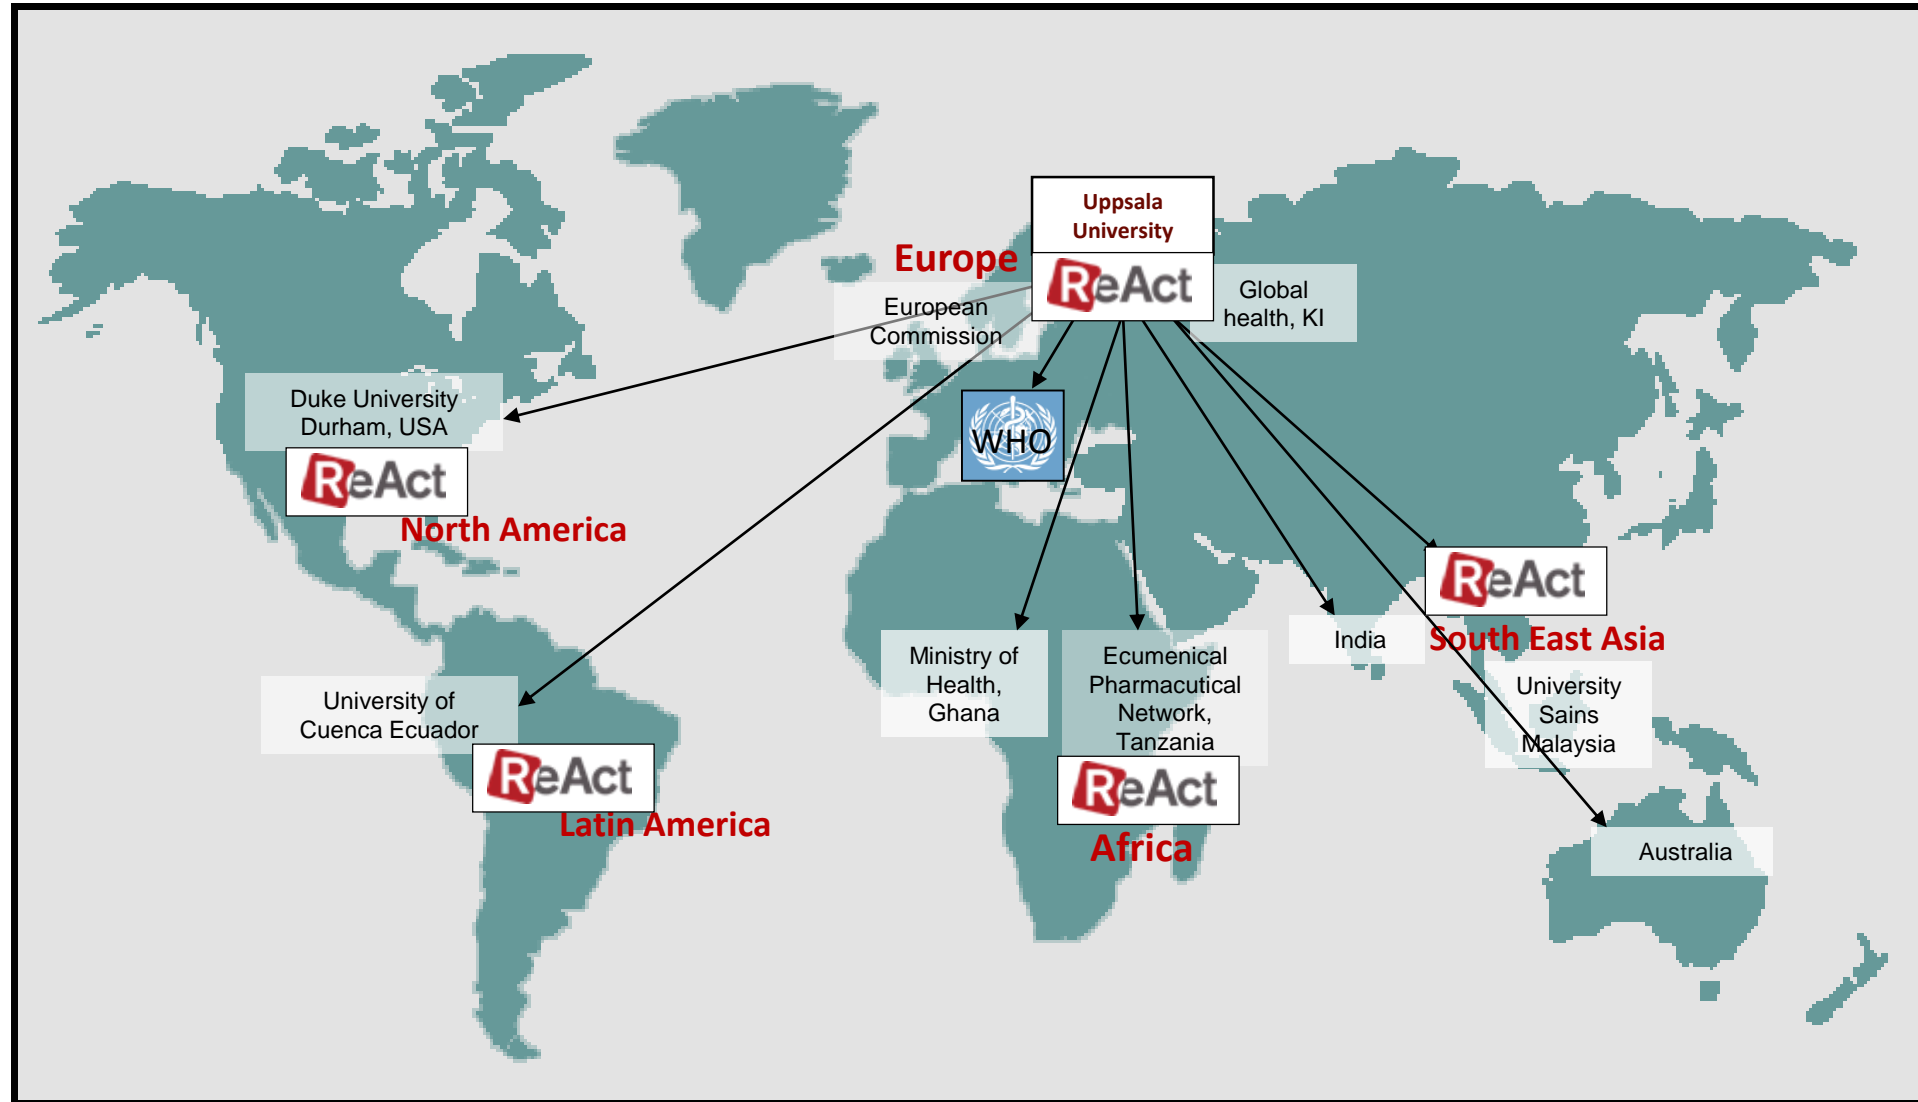 Uppsala
University
Europe
ReAct
European
Commission
Global
health, KI
Duke University
Durham, USA
ReAct
North America
WHO
ReAct
South East Asia
India
Ministry of
Health,
Ghana
Ecumenical
Pharmacutical
Network,
Tanzania
ReAct
Africa
University of
Cuenca Ecuador
ReAct
Latin America
University
Sains
Malaysia
Australia